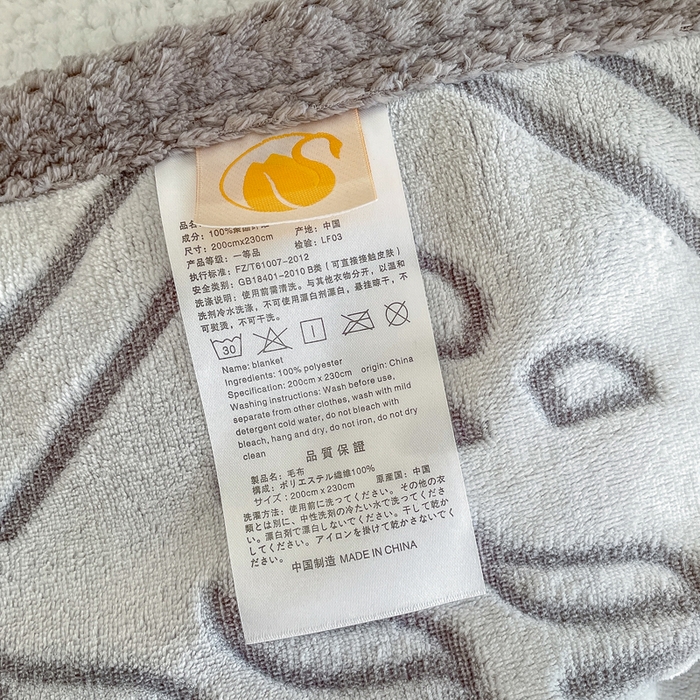 品名
成分：100%聚酯纤维 产地：中国
尺寸：200cmx230cm 检验：LF03
产品等级：一等品
执行标准：FZ/T61007-2012
安全类别：GB18401-2010 B类（可直接接触皮肤）
洗涤说明：使用前需清洗。与其他衣物分开，以温和
洗剂冷水洗涤，不可使用漂白剂漂白，悬挂晾干，不
可熨烫，不可干洗。
30
Name: blanket
Ingredients: 100% polyester
Specification: 200cm x 230cm origin: China
Washing instructions: Wash before use,
separate from other clothes, wash with mild
detergent cold water, do not bleach with
bleach, hang and dry, do not iron, do not dry
clean
品質保證
製品名：毛布
構成：ポリエステル繊維100%
サイズ：200cm x 230cm 原産国：中国
洗濯方法：使用前に洗ってください。その他の衣
類とは別に、中性洗剤の冷たい水で洗ってくださ
い。漂白剤で漂白しないでください。干して乾か
してください。アイロンを掛けて乾かさないでく
ださい。
中国制造 MADE IN CHINA